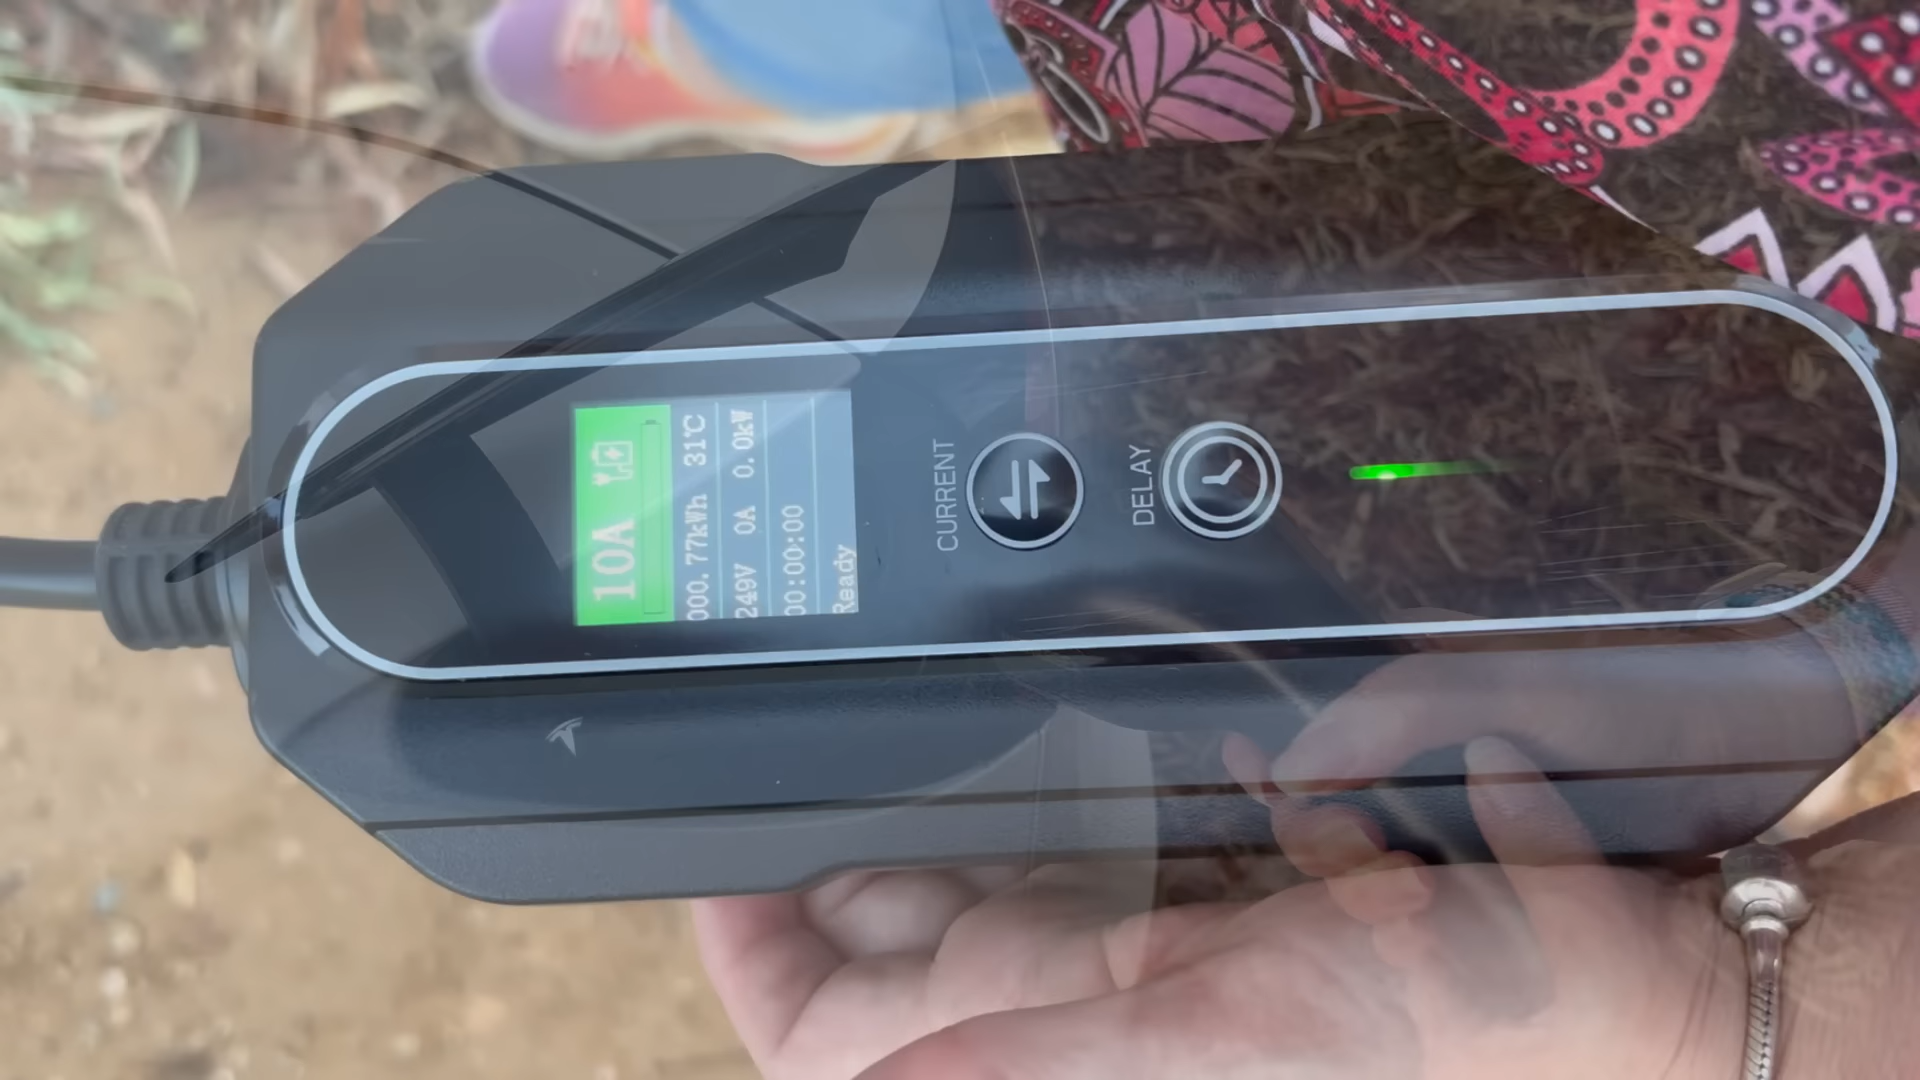 10A
000.77kWh 31℃
249V 0A 0.0kW
00:00:00
Ready
CURRENT
DELAY